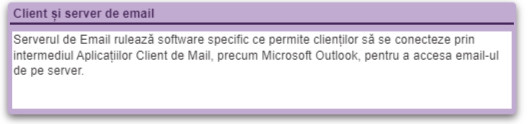 Client și server de email
Serverul de Email rulează software specific ce permite clienților să se conecteze prin
intermediul Aplicațiilor Client de Mail, precum Microsoft Outlook, pentru a accesa email-ul
de pe server.